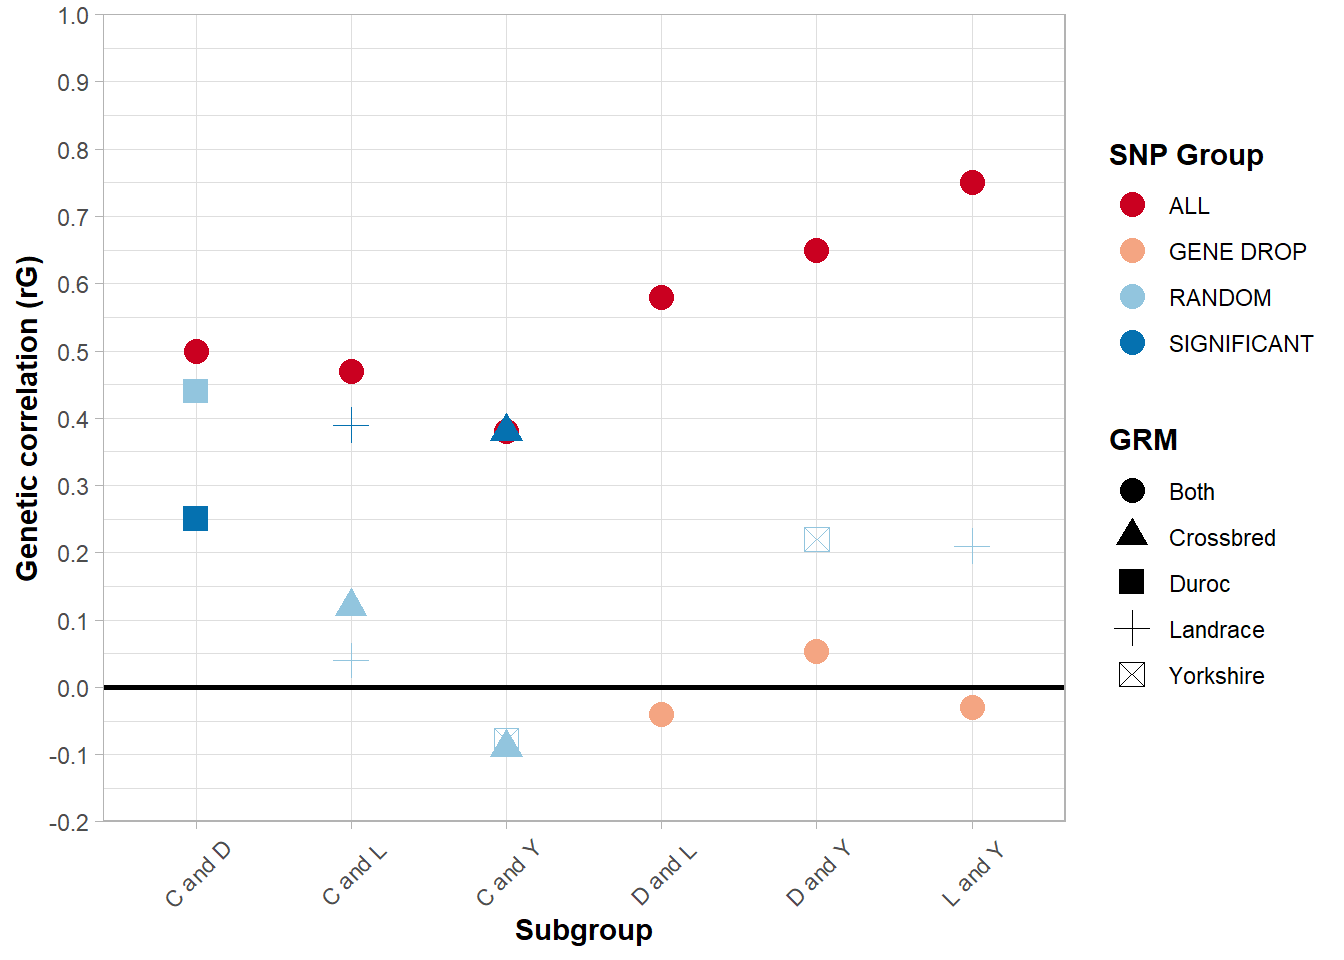 Genetic correlation (rG)
1.0
0.9
0.8
0.7
0.6
0.5
0.4
0.3
0.2
0.1
0.0
-0.1
-0.2
C and D
C and L
C and Y
D and L
D and Y
L and Y
Subgroup
SNP Group
ALL
GENE DROP
RANDOM
SIGNIFICANT
GRM
Both
Crossbred
Duroc
Landrace
Yorkshire